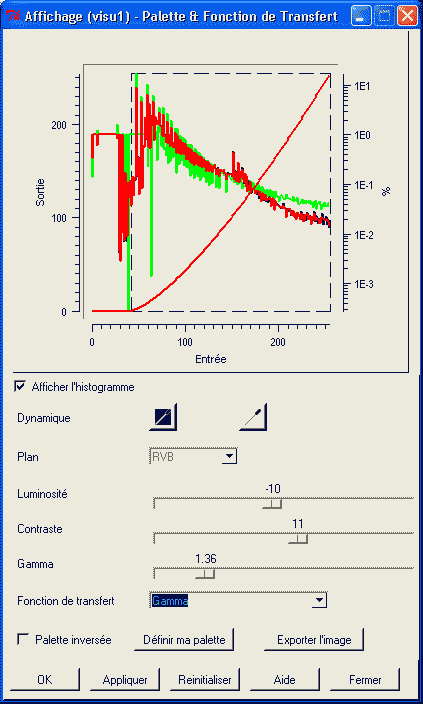 Affichage (visu1) - Palette & Fonction de Transfert
1E1
200
1E0
Sortie
1E-1
%
100
1E-2
1E-3
0
0 100 200
Entrée
Afficher l'histogramme
Dynamique
Plan RVB
Luminosité -10
Contraste 11
Gamma 1.36
Fonction de transfert Gamma
Palette inversée Définir ma palette Exporter l'image
OK Appliquer Reinitialiser Aide Fermer